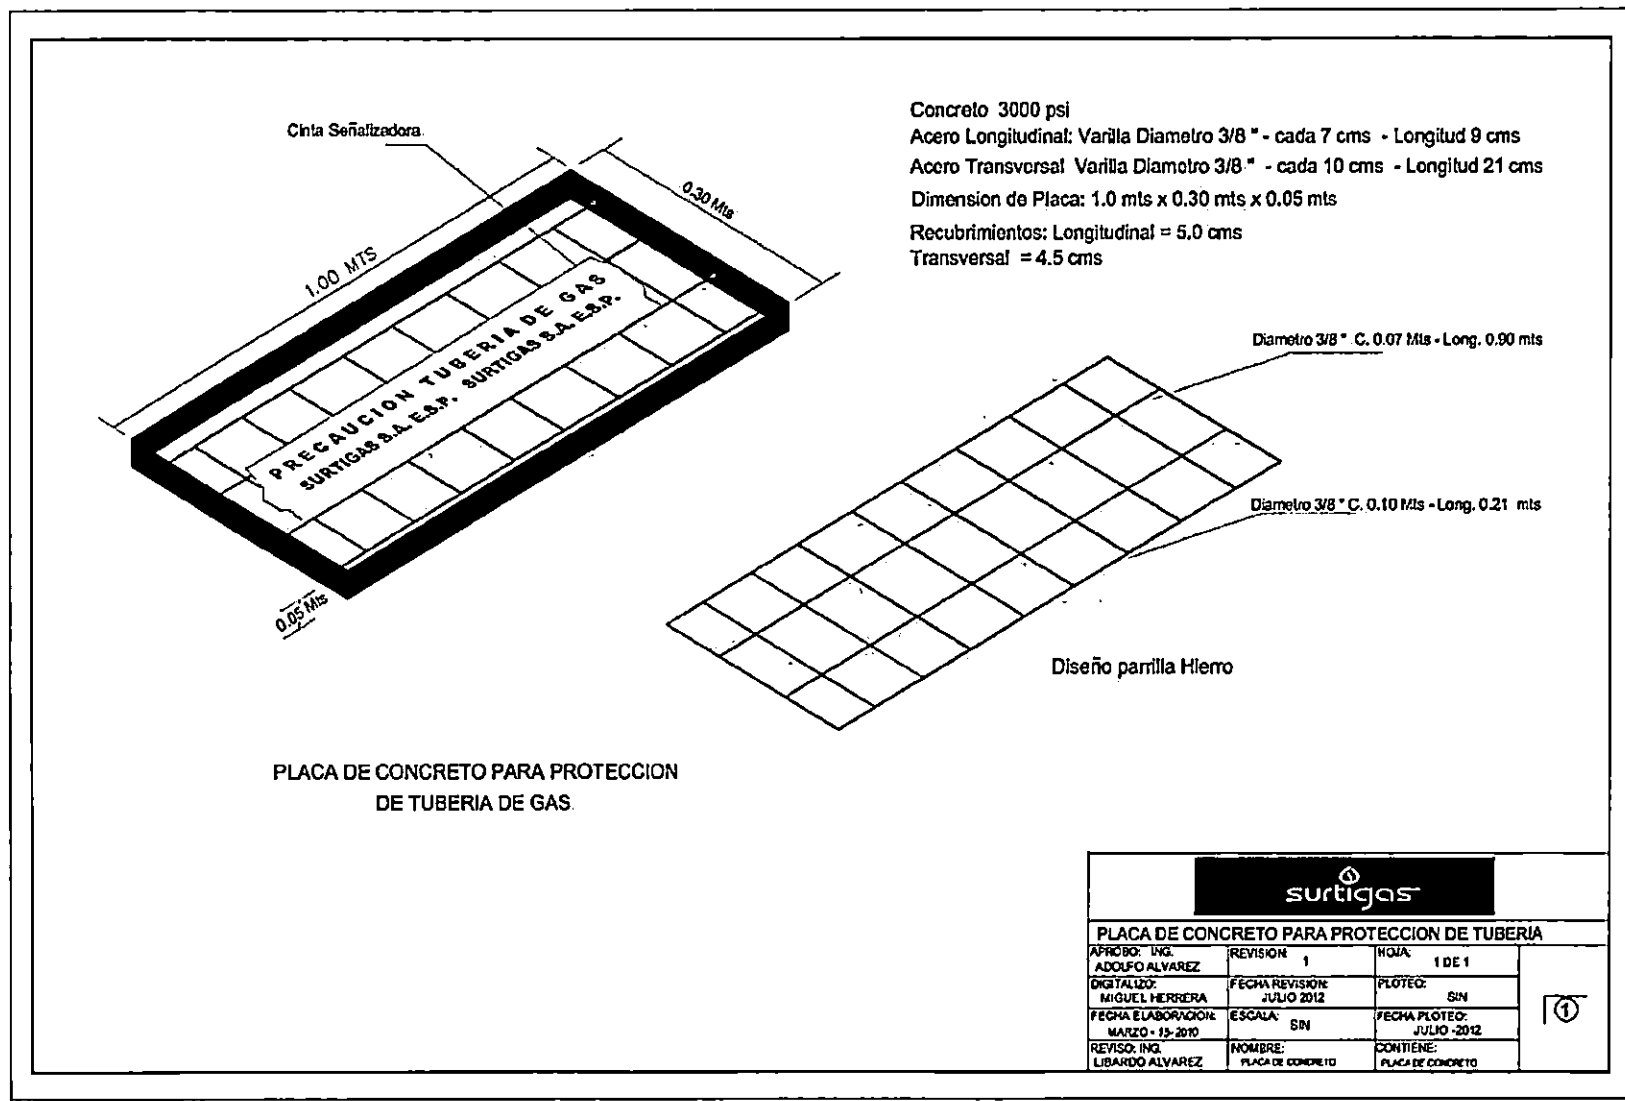 Concreto 3000 psi
Acero Longitudinal: Varilla Diametro 3/8 " - cada 7 cms - Longitud 9 cms
Acero Transversal Varilla Diametro 3/8 " - cada 10 cms - Longitud 21 cms
Dimension de Placa: 1.0 mts x 0.30 mts x 0.05 mts
Recubrimientos: Longitudinal = 5.0 cms
Transversal = 4.5 cms
Cinta Señalizadora
0.30 Mts
1.00 MTS
PRECAUCION TUBERIA DE GAS
SURTIGAS S.A. E.S.P. SURTIGAS S.A. E.S.P.
0.05 Mts
Diametro 3/8 " C. 0.07 Mts - Long. 0.90 mts
Diametro 3/8 " C. 0.10 Mts - Long. 0.21 mts
Diseño parrilla Hierro
PLACA DE CONCRETO PARA PROTECCION
DE TUBERIA DE GAS
surtigas
PLACA DE CONCRETO PARA PROTECCION DE TUBERIA
APROBO: ING.
ADOLFO ALVAREZ
REVISION: 1
HOJA: 1 DE 1
DIGITALIZO:
MIGUEL HERRERA
FECHA REVISION:
JULIO 2012
PLOTEO:
SIN
FECHA ELABORACION:
MARZO - 15- 2010
ESCALA: SIN
FECHA PLOTEO:
JULIO -2012
REVISO: ING.
LIBARDO ALVAREZ
NOMBRE:
PLACA DE CONCRETO
CONTIENE:
PLACA DE CONCRETO
1